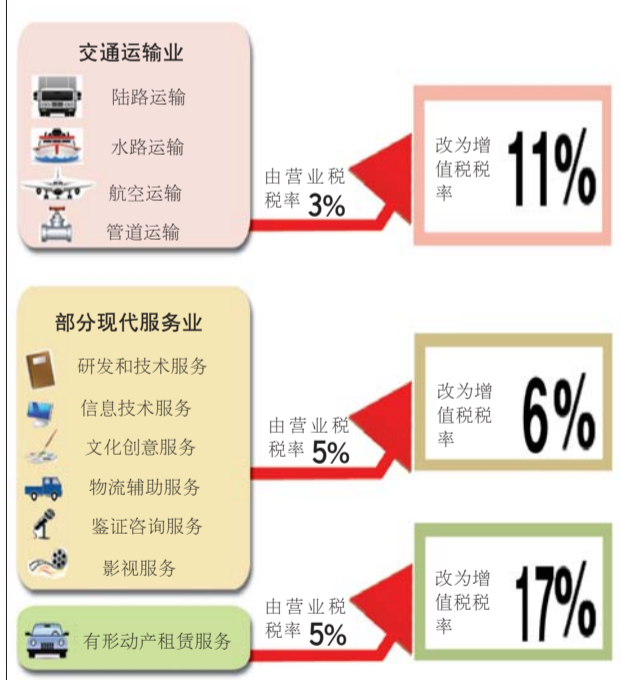 交通运输业
陆路运输
水路运输
航空运输
管道运输
由营业税
税率 3%
改为增
值税税
率
11%
部分现代服务业
研发和技术服务
信息技术服务
文化创意服务
物流辅助服务
鉴证咨询服务
影视服务
由营业税
税率 5%
改为增
值税税
率
6%
有形动产租赁服务
由营业税
税率 5%
改为增
值税税
率
17%